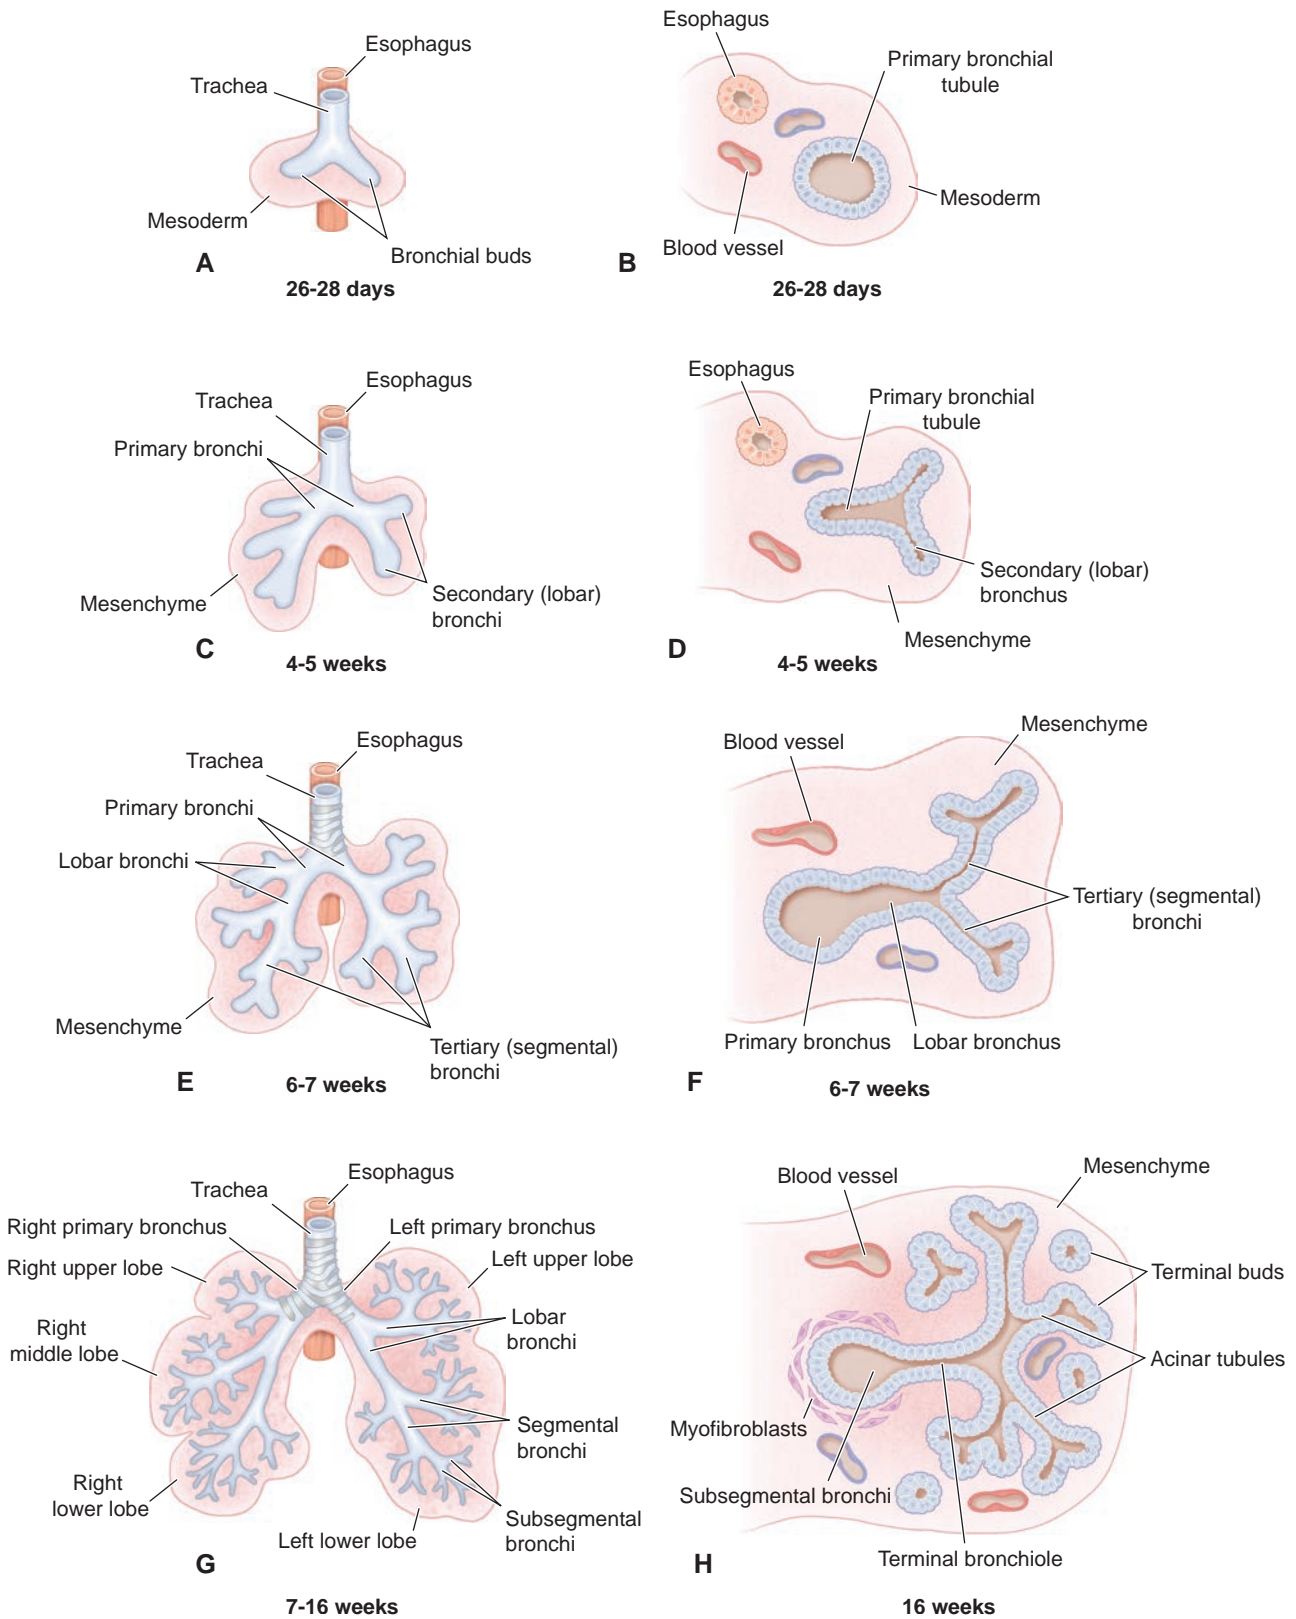 Esophagus
Trachea
Mesoderm
Bronchial buds
A
26-28 days
Esophagus
Primary bronchial
tubule
Mesoderm
Blood vessel
B
26-28 days
Esophagus
Trachea
Primary bronchi
Mesenchyme
Secondary (lobar)
bronchi
C
4-5 weeks
Esophagus
Primary bronchial
tubule
Secondary (lobar)
bronchus
Mesenchyme
D
4-5 weeks
Esophagus
Trachea
Primary bronchi
Lobar bronchi
Mesenchyme
Tertiary (segmental)
bronchi
E
6-7 weeks
Mesenchyme
Blood vessel
Tertiary (segmental)
bronchi
Primary bronchus
Lobar bronchus
F
6-7 weeks
Esophagus
Trachea
Right primary bronchus
Left primary bronchus
Right upper lobe
Left upper lobe
Lobar
bronchi
Right
middle lobe
Segmental
bronchi
Right
lower lobe
Subsegmental
bronchi
Left lower lobe
G
7-16 weeks
Mesenchyme
Blood vessel
Terminal buds
Acinar tubules
Myofibroblasts
Subsegmental bronchi
Terminal bronchiole
H
16 weeks